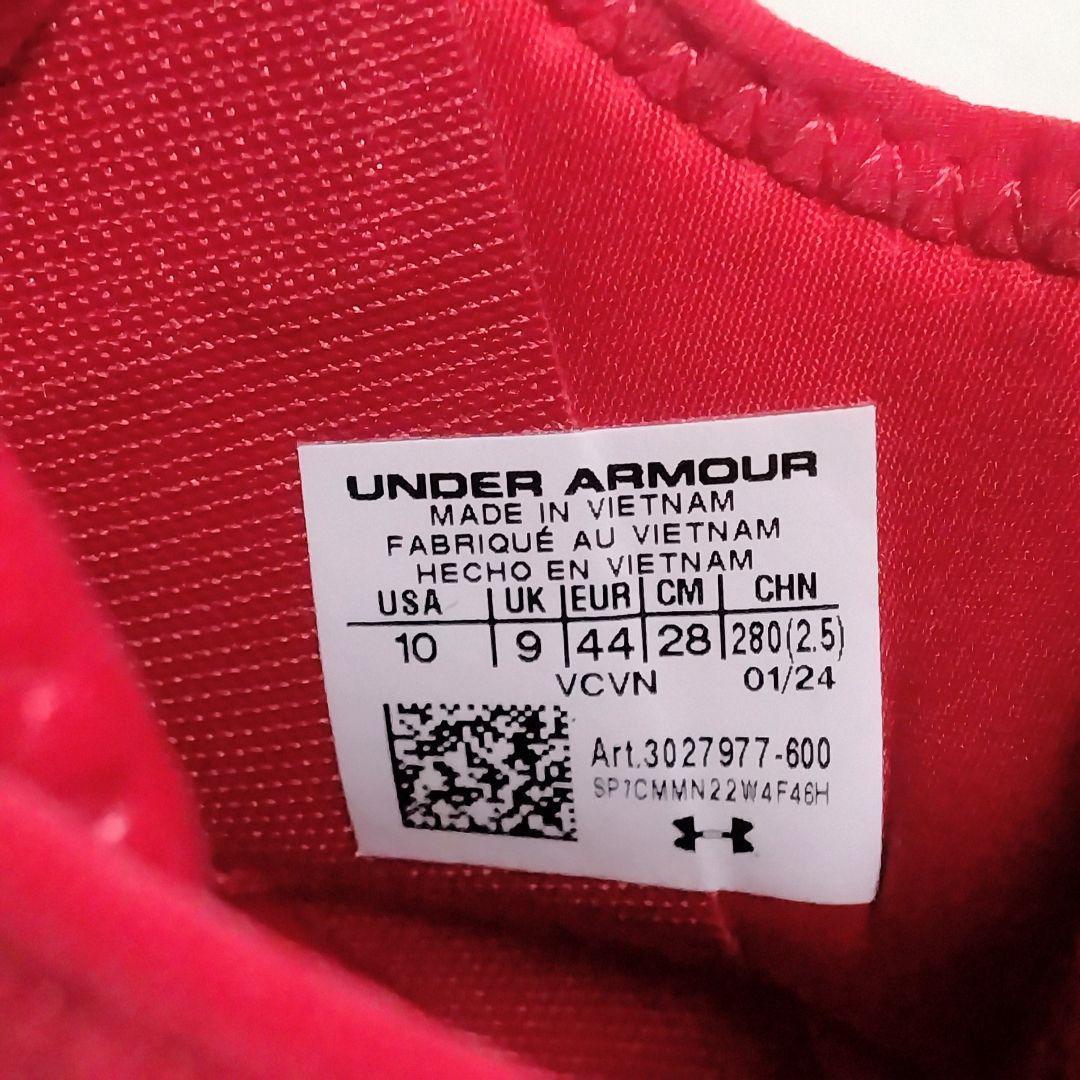 UNDER ARMOUR
MADE IN VIETNAM
FABRIQUÉ AU VIETNAM
HECHO EN VIETNAM
USA UK EUR CM CHN
10 9 44 28 280(2.5)
VCVN 01/24
Art.3027977-600
SP7CMMN22W4F46H